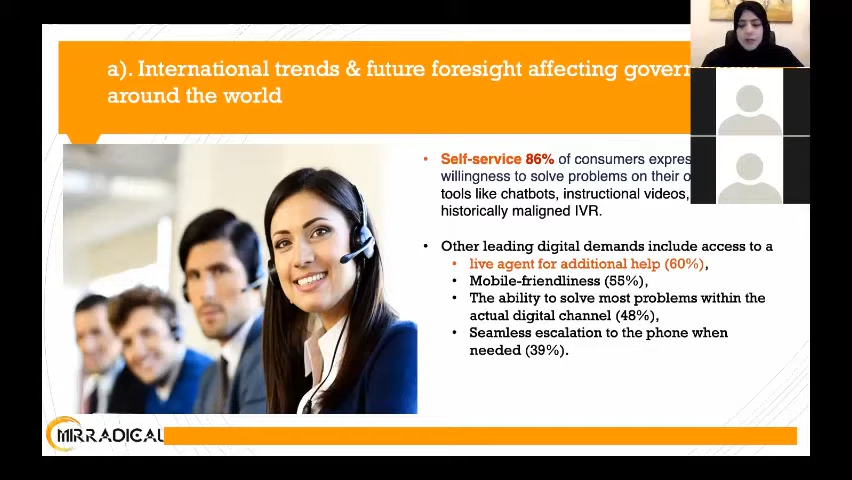 a). International trends & future foresight affecting
around the world
• Self-service 86% of consumers
willingness to solve problems on their
tools like chatbots, instructional videos,
historically maligned IVR.
• Other leading digital demands include access to a
• live agent for additional help (60%),
• Mobile-friendliness (55%),
• The ability to solve most problems within the
actual digital channel (48%),
• Seamless escalation to the phone when
needed (39%).
MIRRADICAL